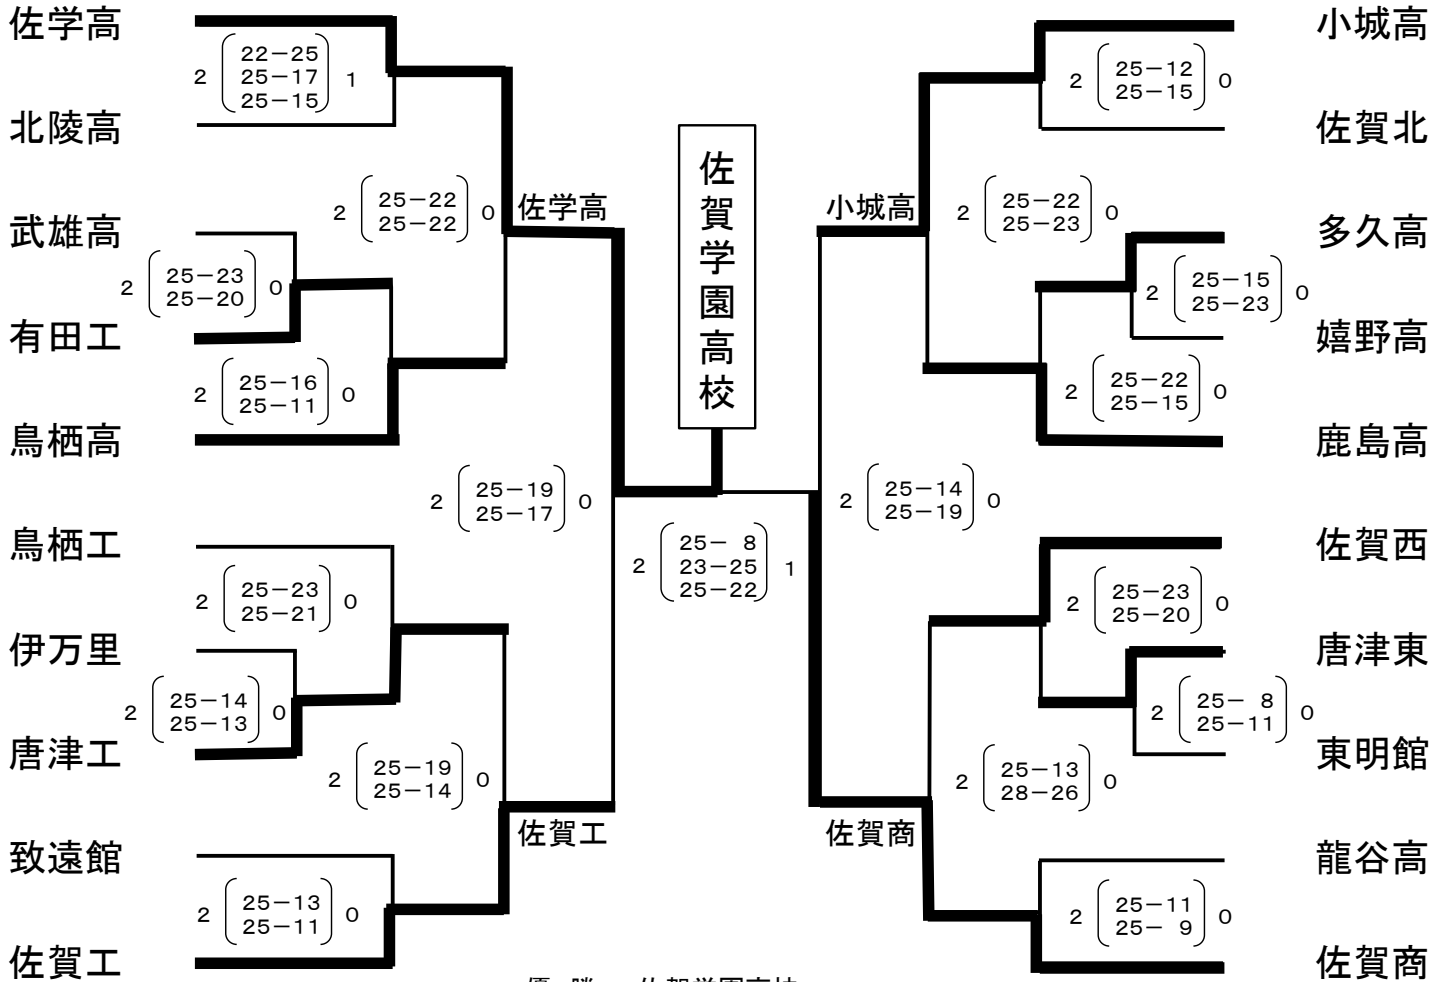 佐学高
2 22-25 25-17 25-15 1
北陵高
2 25-22 25-22 0
佐学高
武雄高
2 25-23 25-20 0
有田工
2 25-16 25-11 0
鳥栖高
2 25-19 25-17 0
鳥栖工
2 25-23 25-21 0
伊万里
2 25-14 25-13 0
唐津工
2 25-19 25-14 0
佐賀工
致遠館
2 25-13 25-11 0
佐賀工
佐賀学園高校
2 25- 8 23-25 25-22 1
小城高
2 25-12 25-15 0
佐賀北
小城高
2 25-22 25-23 0
多久高
2 25-15 25-23 0
嬉野高
2 25-22 25-15 0
鹿島高
2 25-14 25-19 0
佐賀西
2 25-23 25-20 0
唐津東
2 25- 8 25-11 0
東明館
2 25-13 28-26 0
佐賀商
龍谷高
2 25-11 25- 9 0
佐賀商